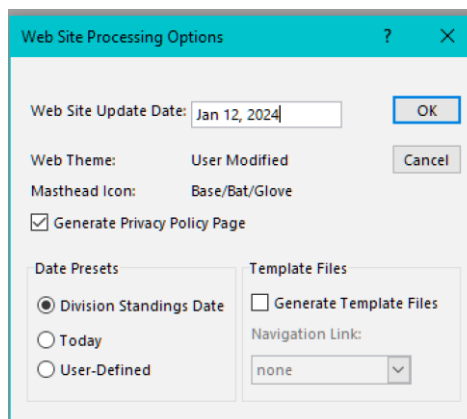 Web Site Processing Options ?
Web Site Update Date: Jan 12, 2024 OK
Web Theme: User Modified Cancel
Masthead Icon: Base/Bat/Glove
Generate Privacy Policy Page
Date Presets
Division Standings Date
Today
User-Defined
Template Files
Generate Template Files
Navigation Link:
none